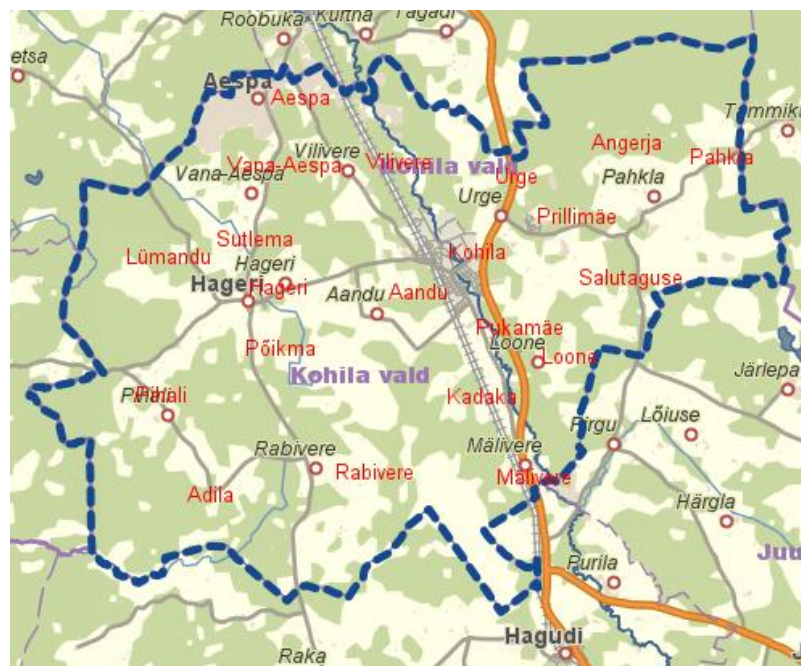 Roobuka
Kurtna
Tagadi
etsa
Aespa
Aespa
Tammiku
Angerja
Vilivere
Vilivere
Kohila vald
Pahkla
Vana-Aespa
Vana-Aespa
Urge
Pahkla
Urge
Prillimäe
Sutlema
Lümandu
Hageri
Kohila
Hageri
Hageri
Aandu
Aandu
Salutaguse
Pukamäe
Loone
Loone
Põikma
Kohila vald
Järlepa
Pihali
Kadaka
Lõiuse
Pirgu
Rabivere
Mälivere
Rabivere
Mälivere
Adila
Härgla
Juu
Purila
Hagudi
Raka